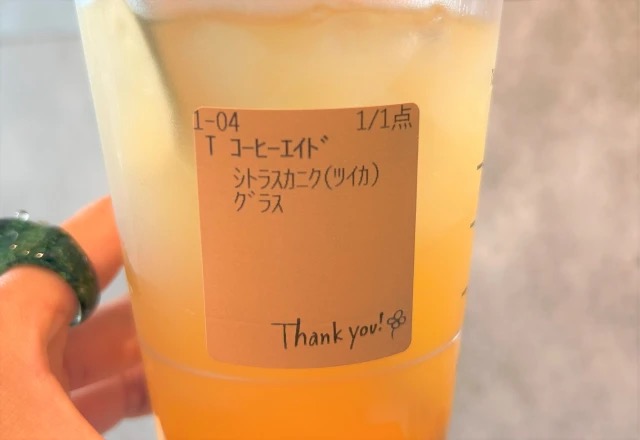 1-04 1/1点
T コーヒーエイド
シトラスカニク(ツイカ)
グラス
Thank you!